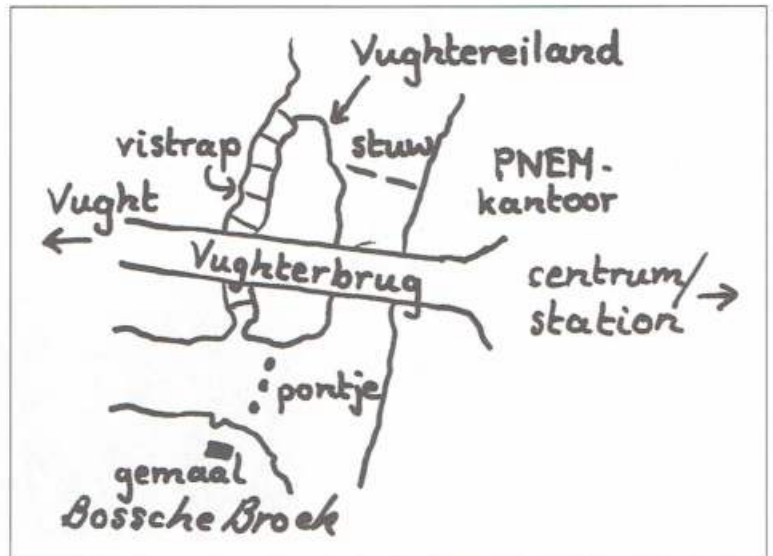 Vughtereiland
vistrap
stuw
PNEM-
kantoor
Vught
Vughterbrug
centrum/
station
pontje
gemaal
Bossche Broek